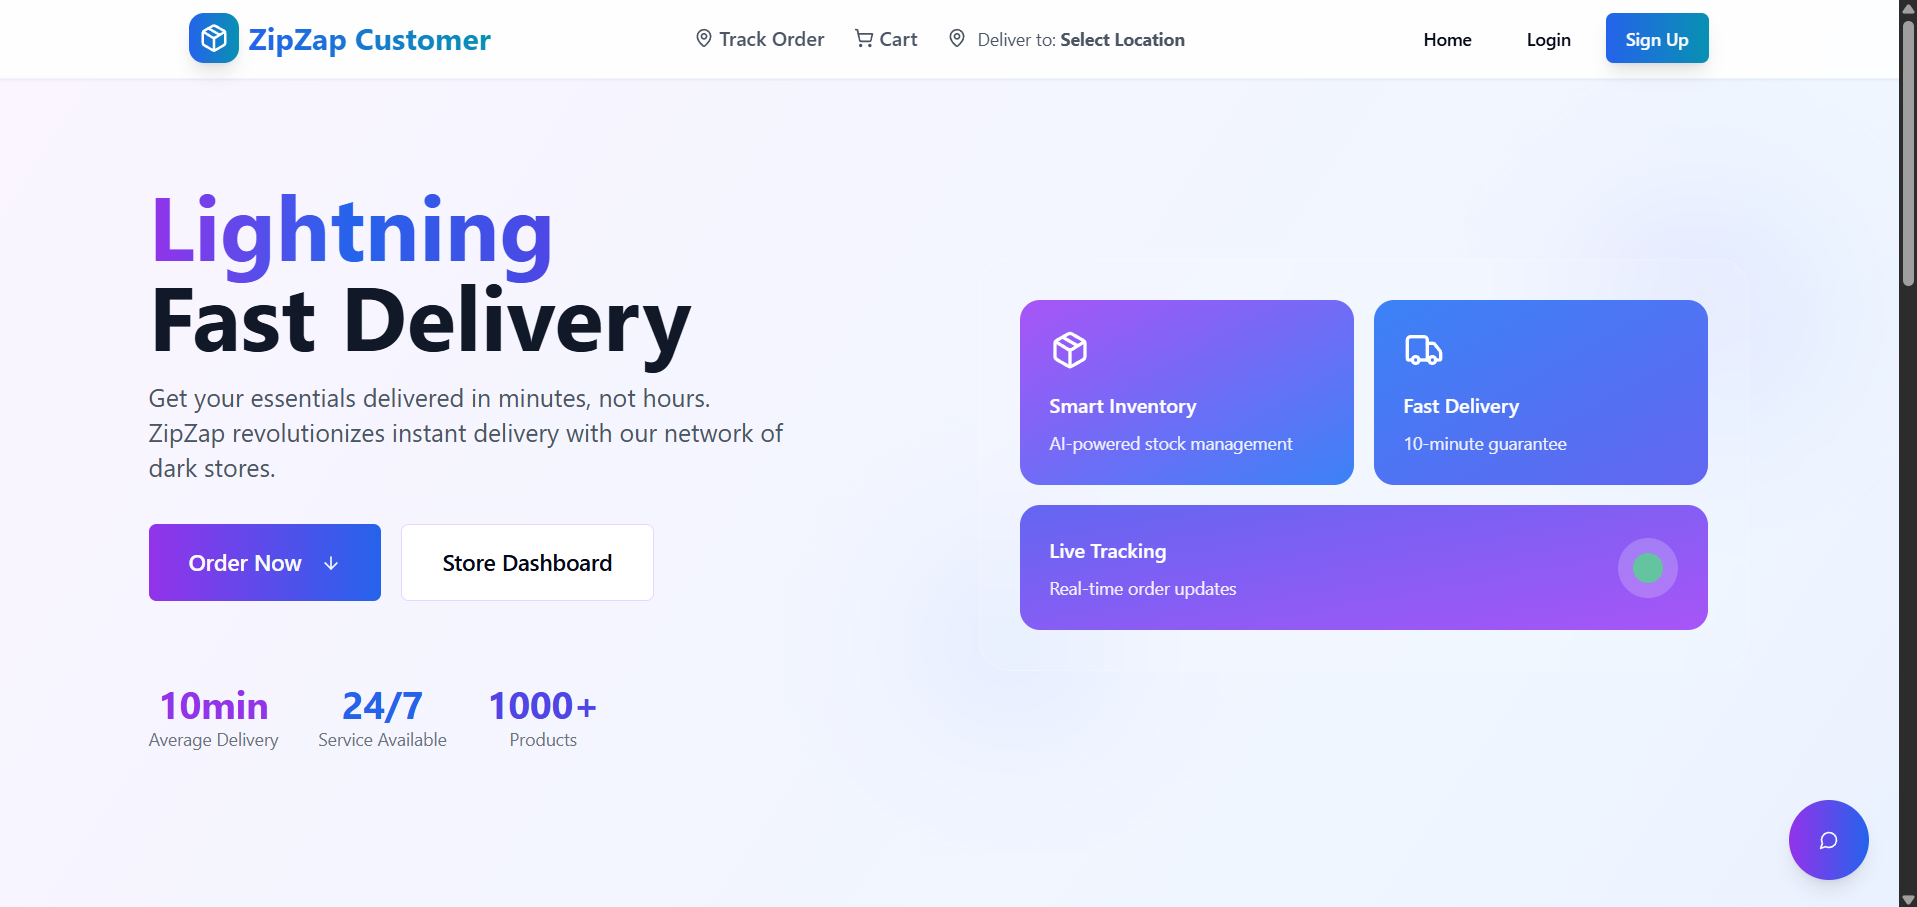 ZipZap Customer
Track Order
Cart
Deliver to: Select Location
Home
Login
Sign Up
Lightning
Fast Delivery
Get your essentials delivered in minutes, not hours.
ZipZap revolutionizes instant delivery with our network of
dark stores.
Order Now
Store Dashboard
10min
Average Delivery
24/7
Service Available
1000+
Products
Smart Inventory
AI-powered stock management
Fast Delivery
10-minute guarantee
Live Tracking
Real-time order updates